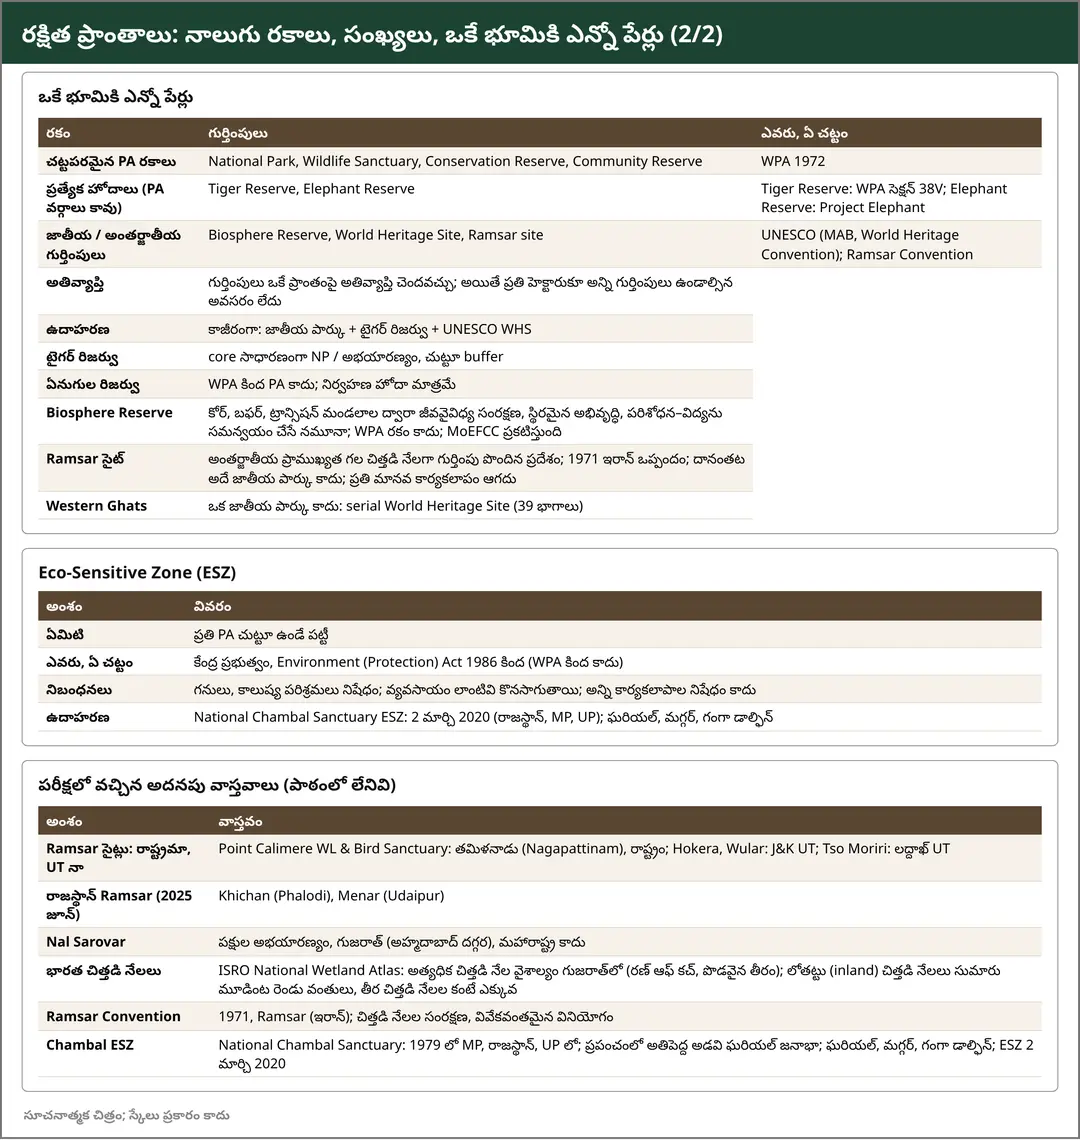 రక్షిత ప్రాంతాలు: నాలుగు రకాలు, సంఖ్యలు, ఒకే భూమికి ఎన్నో పేర్లు (2/2)
ఒకే భూమికి ఎన్నో పేర్లు
రకం గుర్తింపులు ఎవరు, ఏ చట్టం
చట్టపరమైన PA రకాలు National Park, Wildlife Sanctuary, Conservation Reserve, Community Reserve WPA 1972
ప్రత్యేక హోదాలు (PA Tiger Reserve, Elephant Reserve Tiger Reserve: WPA సెక్షన్ 38V; Elephant
వర్గాలు కావు) Reserve: Project Elephant
జాతీయ / అంతర్జాతీయ Biosphere Reserve, World Heritage Site, Ramsar site UNESCO (MAB, World Heritage
గుర్తింపులు Convention); Ramsar Convention
అతివ్యాప్తి గుర్తింపులు ఒకే ప్రాంతంపై అతివ్యాప్తి చెందవచ్చు; అయితే ప్రతి హెక్టారుకూ అన్ని గుర్తింపులు ఉండాల్సిన
అవసరం లేదు
ఉదాహరణ కాజీరంగా: జాతీయ పార్కు + టైగర్ రిజర్వు + UNESCO WHS
టైగర్ రిజర్వు core సాధారణంగా NP / అభయారణ్యం, చుట్టూ buffer
ఏనుగుల రిజర్వు WPA కింద PA కాదు; నిర్వహణ హోదా మాత్రమే
Biosphere Reserve కోర్, బఫర్, ట్రాన్సిషన్ మండలాల ద్వారా జీవవైవిధ్య సంరక్షణ, స్థిరమైన అభివృద్ధి, పరిశోధన–విద్యను
సమన్వయం చేసే నమూనా; WPA రకం కాదు; MoEFCC ప్రకటిస్తుంది
Ramsar సైట్ అంతర్జాతీయ ప్రాముఖ్యత గల చిత్తడి నేలగా గుర్తింపు పొందిన ప్రదేశం; 1971 ఇరాన్ ఒప్పందం; దానంతట
అదే జాతీయ పార్కు కాదు; ప్రతి మానవ కార్యకలాపం ఆగదు
Western Ghats ఒక జాతీయ పార్కు కాదు: serial World Heritage Site (39 భాగాలు)
Eco-Sensitive Zone (ESZ)
అంశం వివరం
ఏమిటి ప్రతి PA చుట్టూ ఉండే పట్టీ
ఎవరు, ఏ చట్టం కేంద్ర ప్రభుత్వం, Environment (Protection) Act 1986 కింద (WPA కింద కాదు)
నిబంధనలు గనులు, కాలుష్య పరిశ్రమలు నిషేధం; వ్యవసాయం లాంటివి కొనసాగుతాయి; అన్ని కార్యకలాపాల నిషేధం కాదు
ఉదాహరణ National Chambal Sanctuary ESZ: 2 మార్చి 2020 (రాజస్థాన్, MP, UP); ఘరియల్, మగ్గర్, గంగా డాల్ఫిన్
పరీక్షలో వచ్చిన అదనపు వాస్తవాలు (పాఠంలో లేనివి)
అంశం వాస్తవం
Ramsar సైట్లు: రాష్ట్రమా, Point Calimere WL & Bird Sanctuary: తమిళనాడు (Nagapattinam), రాష్ట్రం; Hokera, Wular: J&K UT; Tso Moriri: లద్దాఖ్ UT
UT నా
రాజస్థాన్ Ramsar (2025 Khichan (Phalodi), Menar (Udaipur)
జూన్)
Nal Sarovar పక్షుల అభయారణ్యం, గుజరాత్ (అహ్మదాబాద్ దగ్గర), మహారాష్ట్ర కాదు
భారత చిత్తడి నేలలు ISRO National Wetland Atlas: అత్యధిక చిత్తడి నేల వైశాల్యం గుజరాత్‌లో (రణ్ ఆఫ్ కచ్, పొడవైన తీరం); లోతట్టు (inland) చిత్తడి నేలలు సుమారు
మూడింట రెండు వంతులు, తీర చిత్తడి నేలల కంటే ఎక్కువ
Ramsar Convention 1971, Ramsar (ఇరాన్); చిత్తడి నేలల సంరక్షణ, వివేకవంతమైన వినియోగం
Chambal ESZ National Chambal Sanctuary: 1979 లో MP, రాజస్థాన్, UP లో; ప్రపంచంలో అతిపెద్ద అడవి ఘరియల్ జనాభా; ఘరియల్, మగ్గర్, గంగా డాల్ఫిన్; ESZ 2
మార్చి 2020
సూచనాత్మక చిత్రం; స్కేలు ప్రకారం కాదు